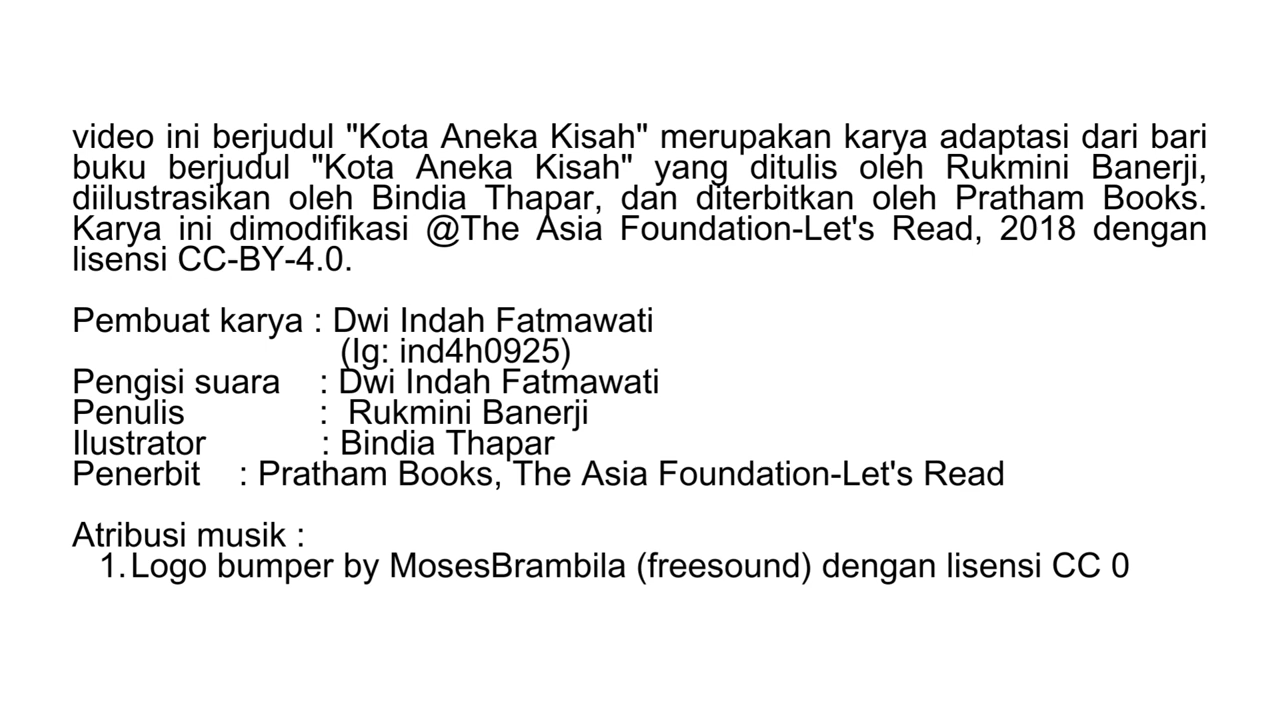 video ini berjudul "Kota Aneka Kisah" merupakan karya adaptasi dari bari
buku berjudul "Kota Aneka Kisah" yang ditulis oleh Rukmini Banerji,
diilustrasikan oleh Bindia Thapar, dan diterbitkan oleh Pratham Books.
Karya ini dimodifikasi @The Asia Foundation-Let's Read, 2018 dengan
lisensi CC-BY-4.0.
Pembuat karya : Dwi Indah Fatmawati
(Ig: ind4h0925)
Pengisi suara : Dwi Indah Fatmawati
Penulis : Rukmini Banerji
Ilustrator : Bindia Thapar
Penerbit : Pratham Books, The Asia Foundation-Let's Read
Atribusi musik :
1. Logo bumper by MosesBrambila (freesound) dengan lisensi CC 0